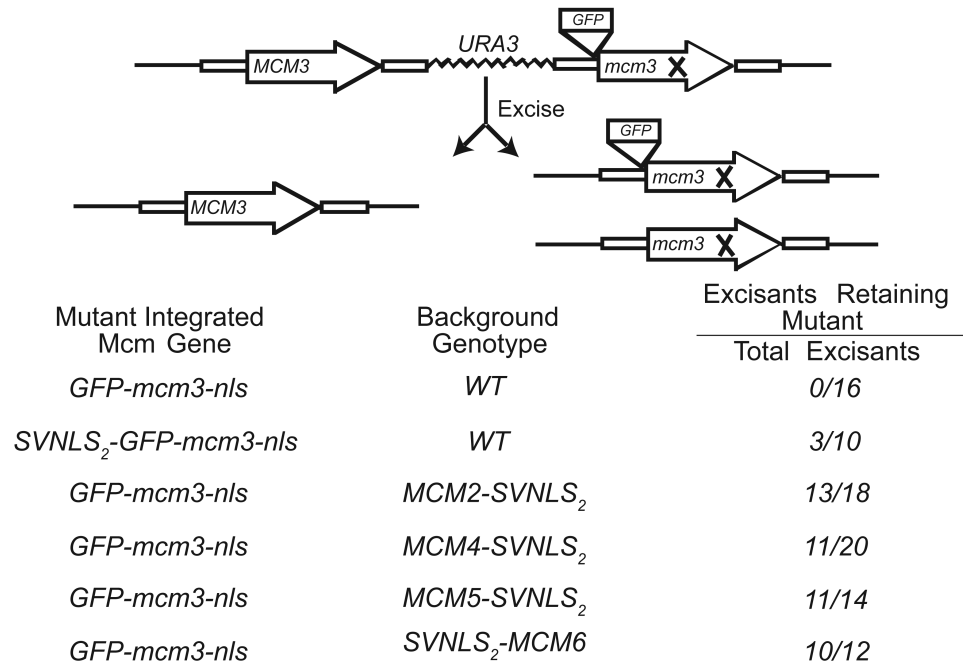 GFP
URA3
MCM3
mcm3 X
Excise
GFP
mcm3 X
MCM3
mcm3 X
Excisants Retaining
Mutant
Total Excisants
Mutant Integrated
Mcm Gene
Background
Genotype
GFP-mcm3-nls WT 0/16
SVNLS2-GFP-mcm3-nls WT 3/10
GFP-mcm3-nls MCM2-SVNLS2 13/18
GFP-mcm3-nls MCM4-SVNLS2 11/20
GFP-mcm3-nls MCM5-SVNLS2 11/14
GFP-mcm3-nls SVNLS2-MCM6 10/12